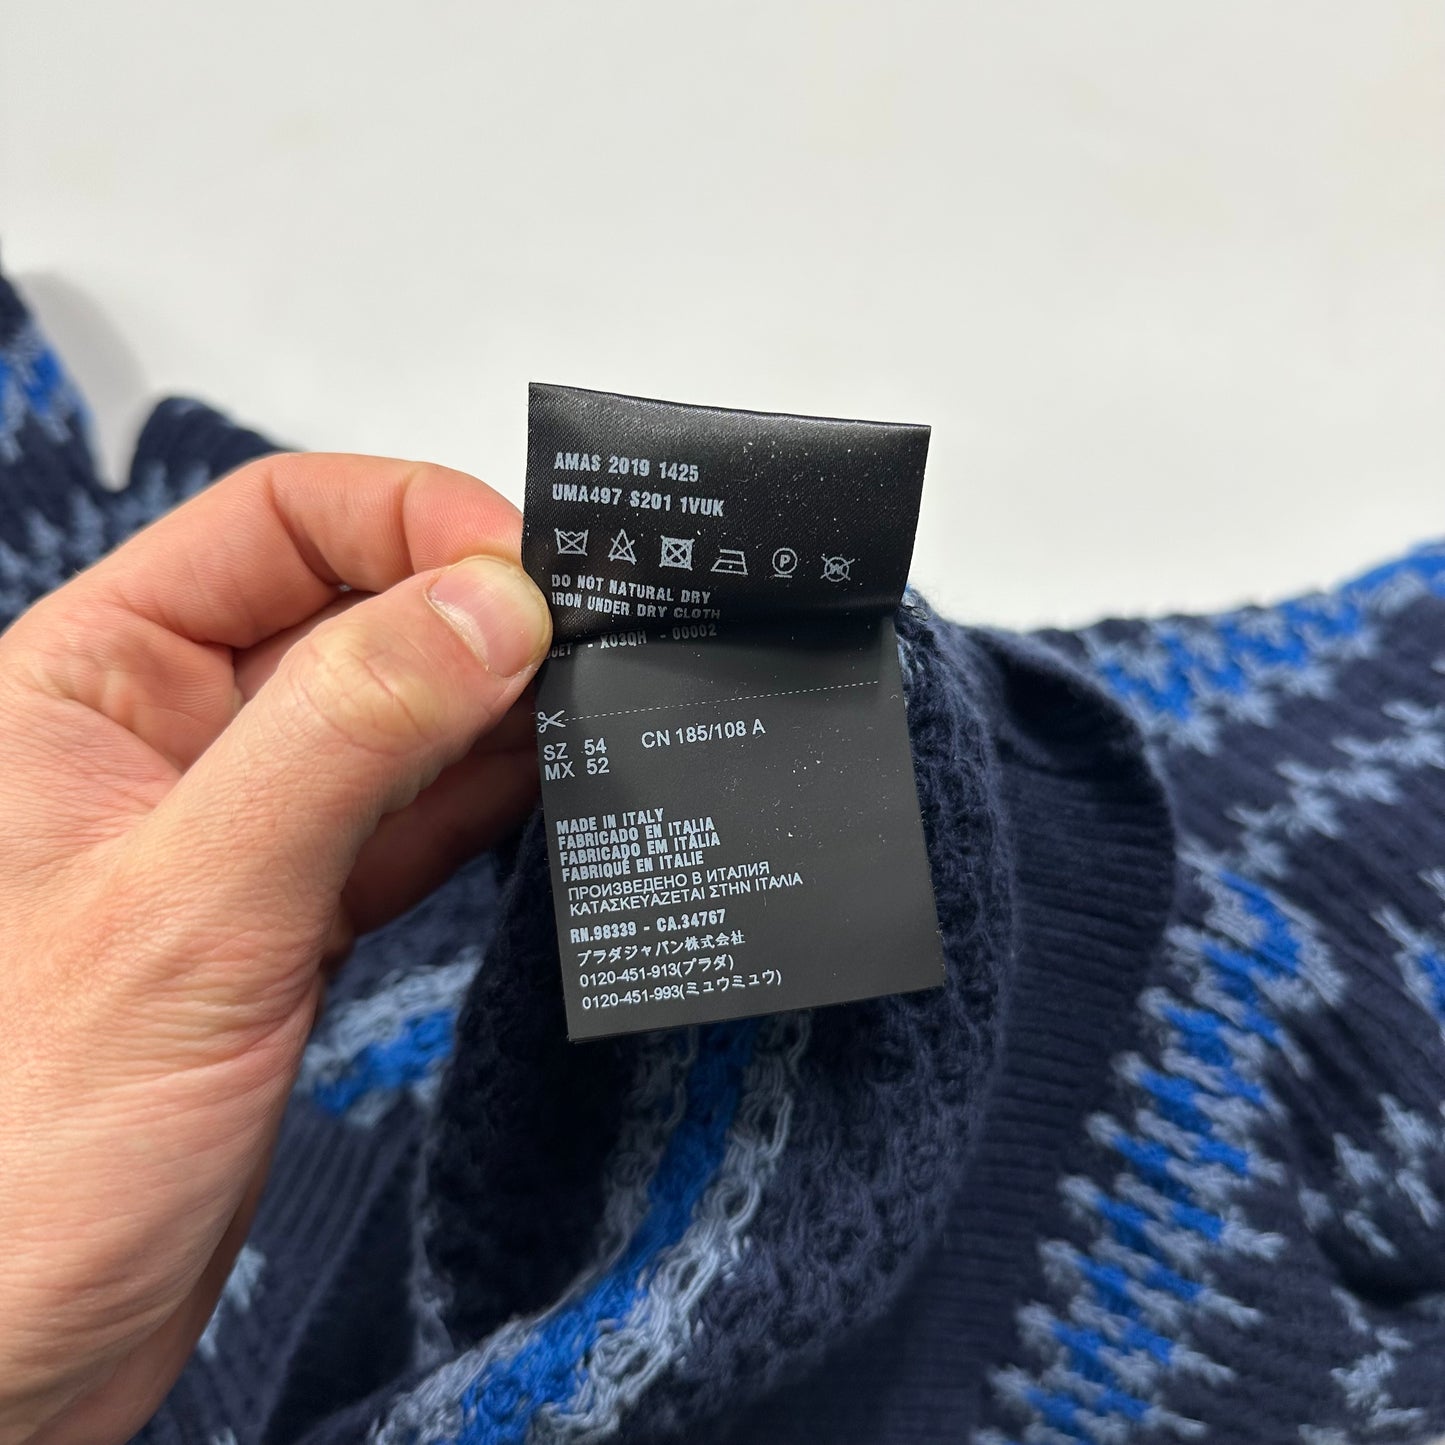 AMAS 2019 1425
UMA497 S201 1VUK
P
DO NOT NATURAL DRY
IRON UNDER DRY CLOTH
- X03QH - 00002
SZ 54 CN 185/108 A
MX 52
MADE IN ITALY
FABRICADO EN ITALIA
FABRICADO EM ITALIA
FABRIQUÉ EN ITALIE
ПРОИЗВЕДЕНО В ИТАЛИЯ
ΚΑΤΑΣΚΕΥΑΖΕΤΑΙ ΣΤΗΝ ΙΤΑΛΙΑ
RN.98339 - CA.34767
プラダジャパン株式会社
0120-451-913(プラダ)
0120-451-993(ミュウミュウ)